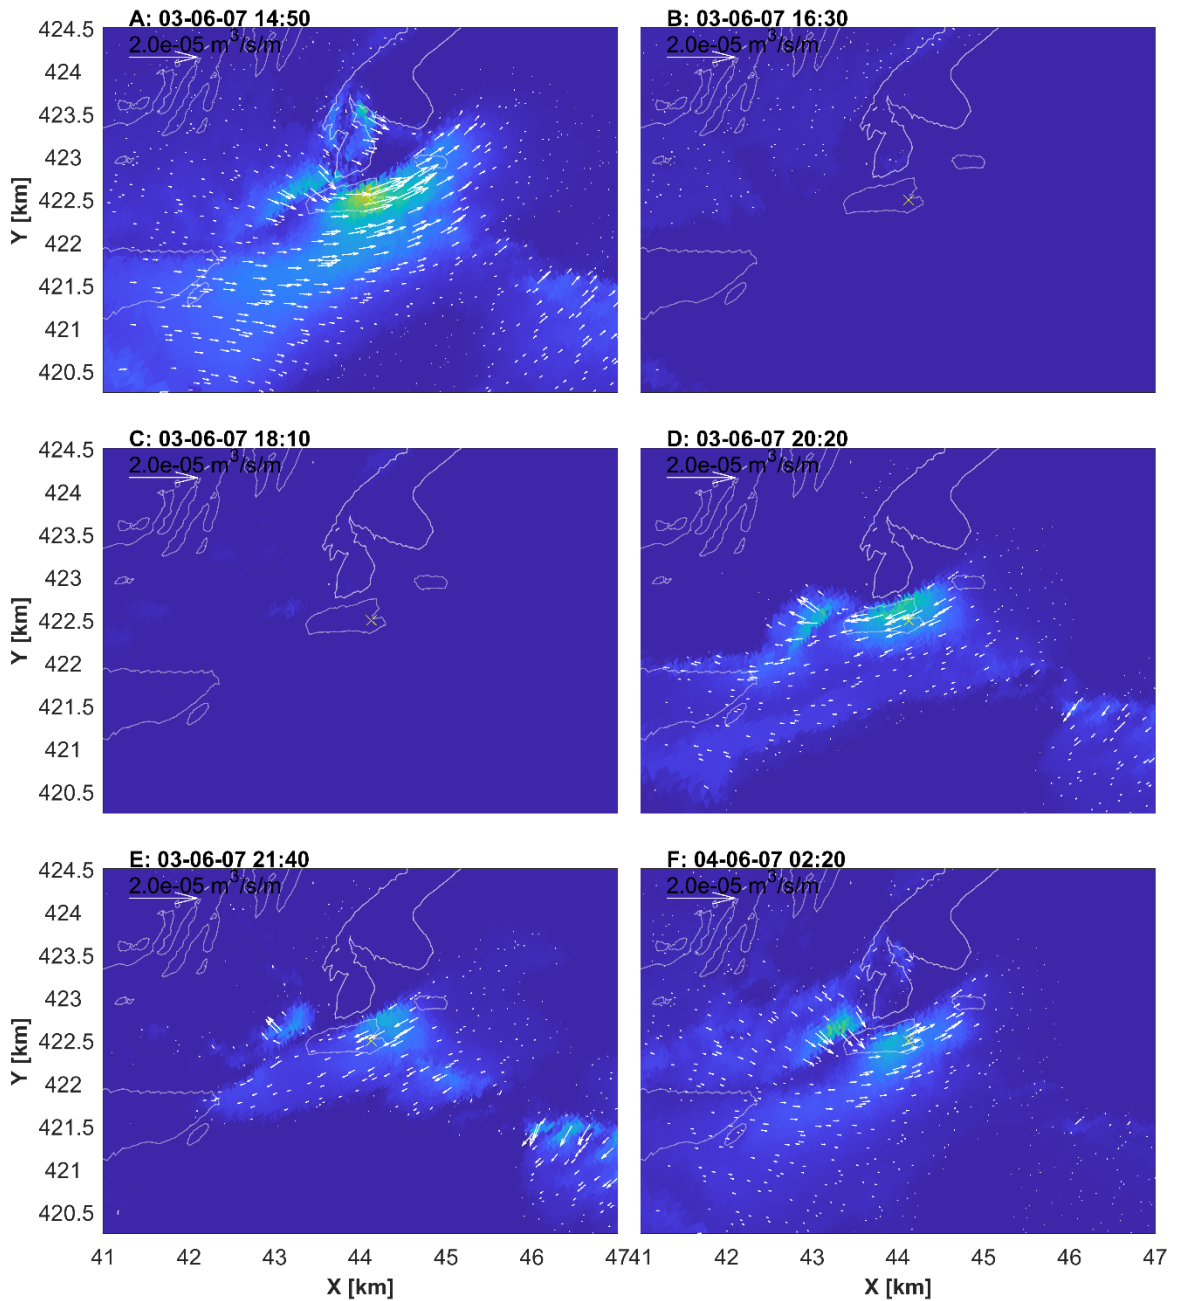 A: 03-06-07 14:50
2.0e-05 m³/s/m
B: 03-06-07 16:30
2.0e-05 m³/s/m
424.5
424
423.5
423
422.5
422
421.5
421
420.5
Y [km]
C: 03-06-07 18:10
2.0e-05 m³/s/m
D: 03-06-07 20:20
2.0e-05 m³/s/m
424.5
424
423.5
423
422.5
422
421.5
421
420.5
Y [km]
E: 03-06-07 21:40
2.0e-05 m³/s/m
F: 04-06-07 02:20
2.0e-05 m³/s/m
424.5
424
423.5
423
422.5
422
421.5
421
420.5
Y [km]
41 42 43 44 45 46 47
41 42 43 44 45 46 47
X [km]
X [km]